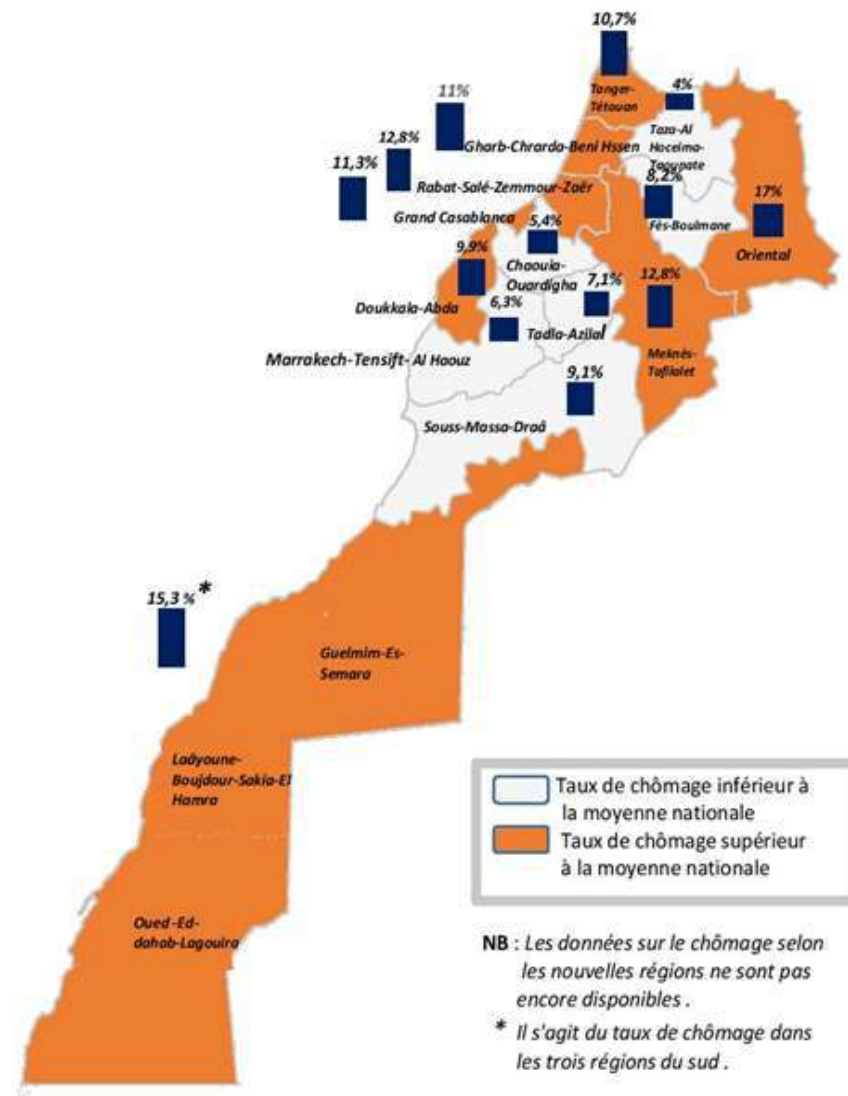 10,7%
Tanger-
Tétouan
4%
Taza-Al
Hoceima-
Taounate
11%
Gharb-Chrarda-Beni Hssen
12,8%
Rabat-Salé-Zemmour-Zaër
11,3%
Grand Casablanca
8,2%
Fès-Boulmane
17%
Oriental
5,4%
Chaouia-
Ouardigha
9,9%
Doukkala-Abda
7,1%
Tadla-Azilal
12,8%
Meknès-
Tafilalet
6,3%
Marrakech-Tensift-Al Haouz
9,1%
Souss-Massa-Draâ
15,3 % *
Guelmim-Es-
Semara
Laâyoune-
Boujdour-Sakia-El
Hamra
Oued -Ed-
dahab-Lagouira
Taux de chômage inférieur à
la moyenne nationale
Taux de chômage supérieur
à la moyenne nationale
NB : Les données sur le chômage selon
les nouvelles régions ne sont pas
encore disponibles .
* Il s'agit du taux de chômage dans
les trois régions du sud .